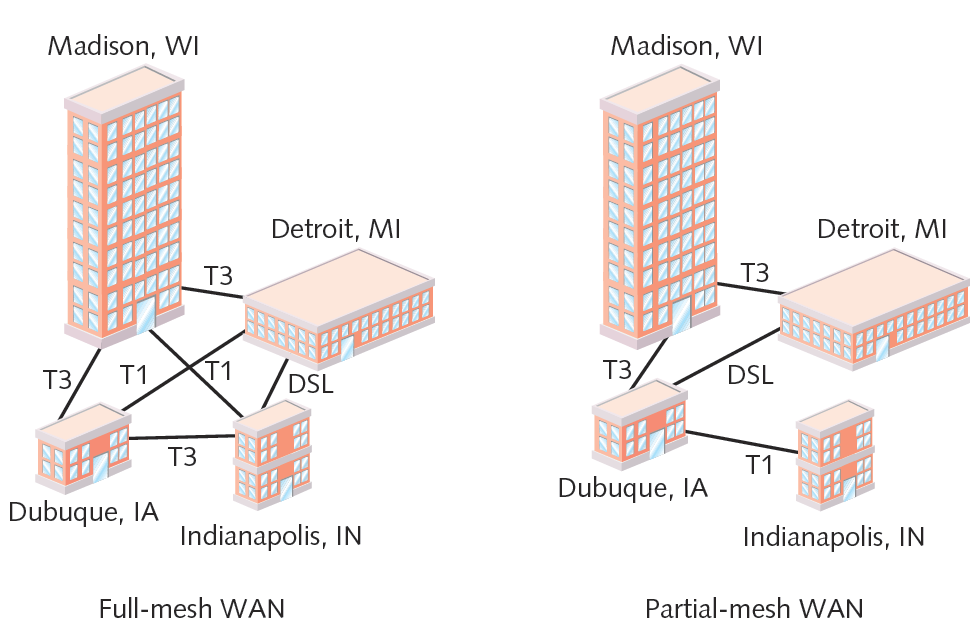 Madison, WI
Detroit, MI
T3
T3
T1
T1
DSL
T3
Dubuque, IA
Indianapolis, IN
Full-mesh WAN
Madison, WI
Detroit, MI
T3
T3
DSL
T1
Dubuque, IA
Indianapolis, IN
Partial-mesh WAN